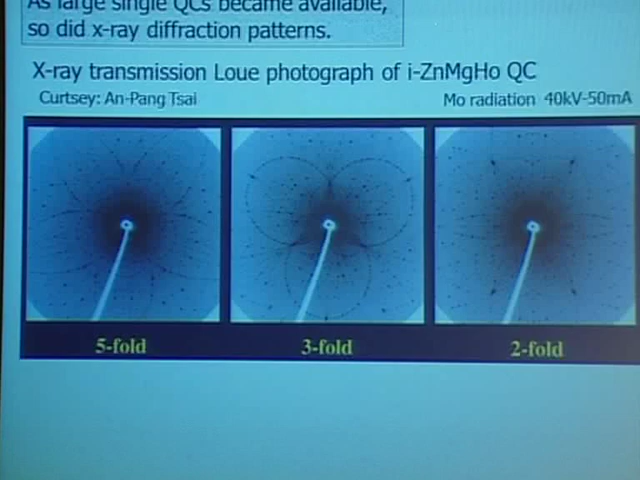 As large single QCs became available,
so did x-ray diffraction patterns.
X-ray transmission Loue photograph of i-ZnMgHo QC
Curtsey: An-Pang Tsai
Mo radiation 40kV-50mA
5-fold
3-fold
2-fold